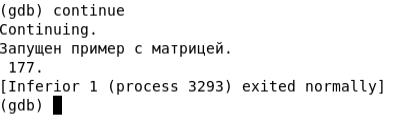 (gdb) continue
Continuing.
Запущен пример с матрицей.
 177.
[Inferior 1 (process 3293) exited normally]
(gdb)